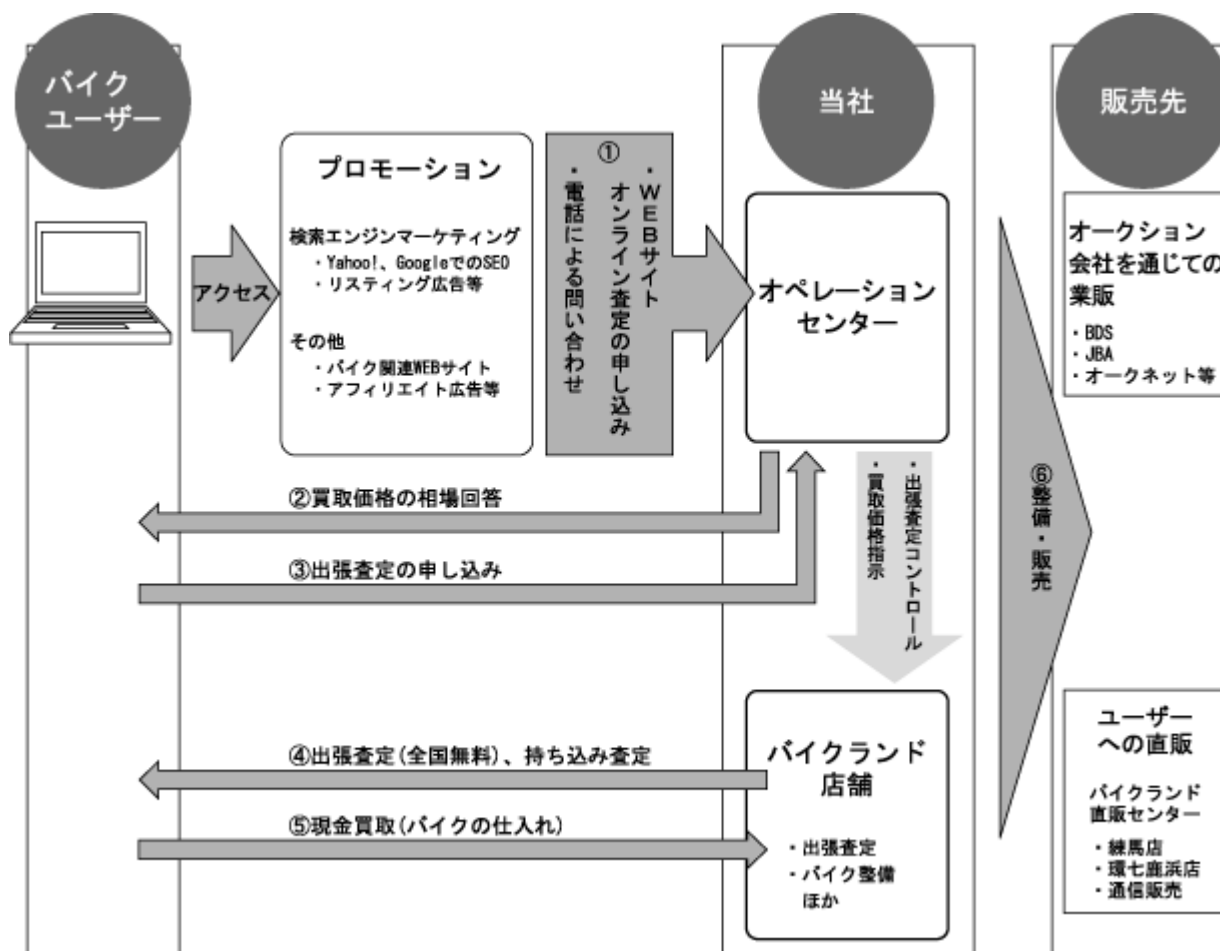 バイク
ユーザー
当社
販売先
プロモーション
検索エンジンマーケティング
・Yahoo!、GoogleでのSEO
・リスティング広告等
その他
・バイク関連WEBサイト
・アフィリエイト広告等
アクセス
①
・WEBサイト
オンライン査定の申し込み
・電話による問い合わせ
オペレーション
センター
オークション
会社を通じての
業販
・BDS
・JBA
・オークネット等
②買取価格の相場回答
③出張査定の申し込み
・出張査定コントロール
・買取価格指示
⑥整備・販売
④出張査定(全国無料)、持ち込み査定
⑤現金買取(バイクの仕入れ)
バイクランド
店舗
・出張査定
・バイク整備
ほか
ユーザー
への直販
バイクランド
直販センター
・練馬店
・環七鹿浜店
・通信販売